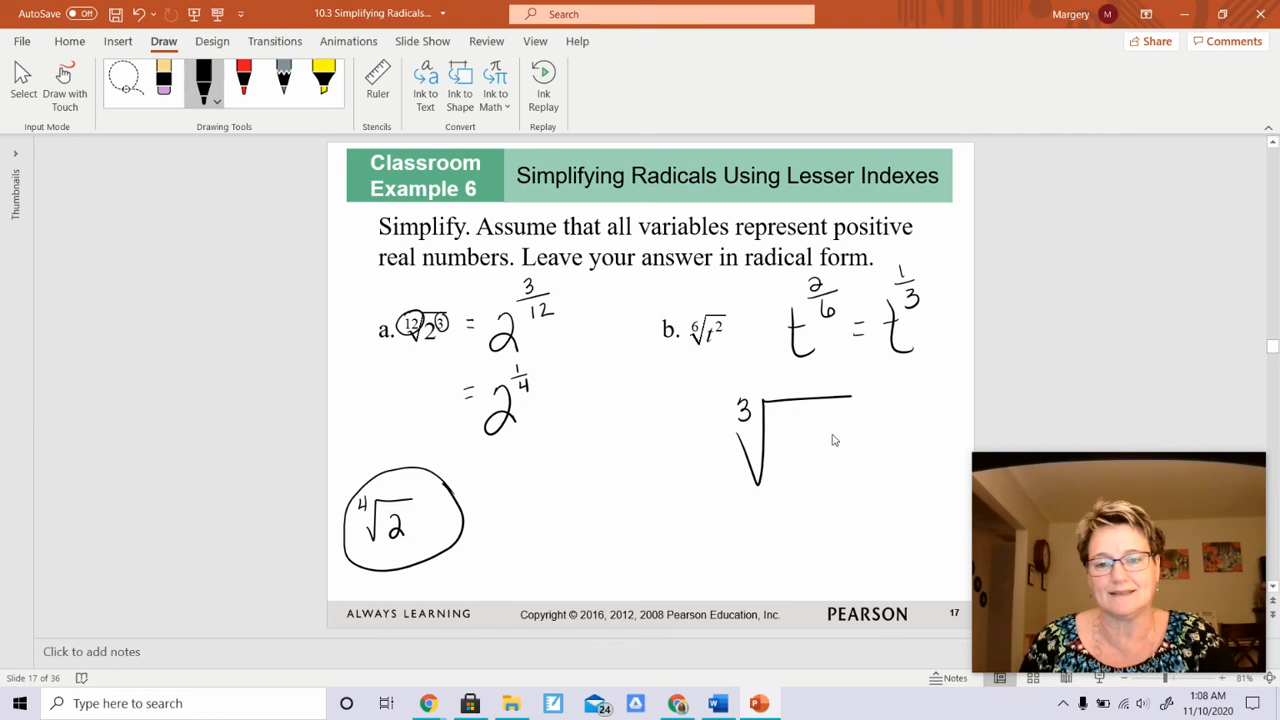 AutoSave Off
10.3 Simplifying Radicals...
Search
Margery M
File Home Insert Draw Design Transitions Animations Slide Show Review View Help
Share Comments
Select Draw with Touch
Ruler
Ink to Text Ink to Shape Ink to Math
Ink Replay
Input Mode Drawing Tools Stencils Convert Replay
Thumbnails
Classroom Example 6
Simplifying Radicals Using Lesser Indexes
Simplify. Assume that all variables represent positive
real numbers. Leave your answer in radical form.
a. ¹²√2³ = 2^(3/12)
= 2^(1/4)
⁴√2
b. ⁶√t² t^(2/6) = t^(1/3)
³√
ALWAYS LEARNING Copyright © 2016, 2012, 2008 Pearson Education, Inc. PEARSON 17
Click to add notes
Slide 17 of 36 Notes 81%
Type here to search 24
1:08 AM
11/10/2020